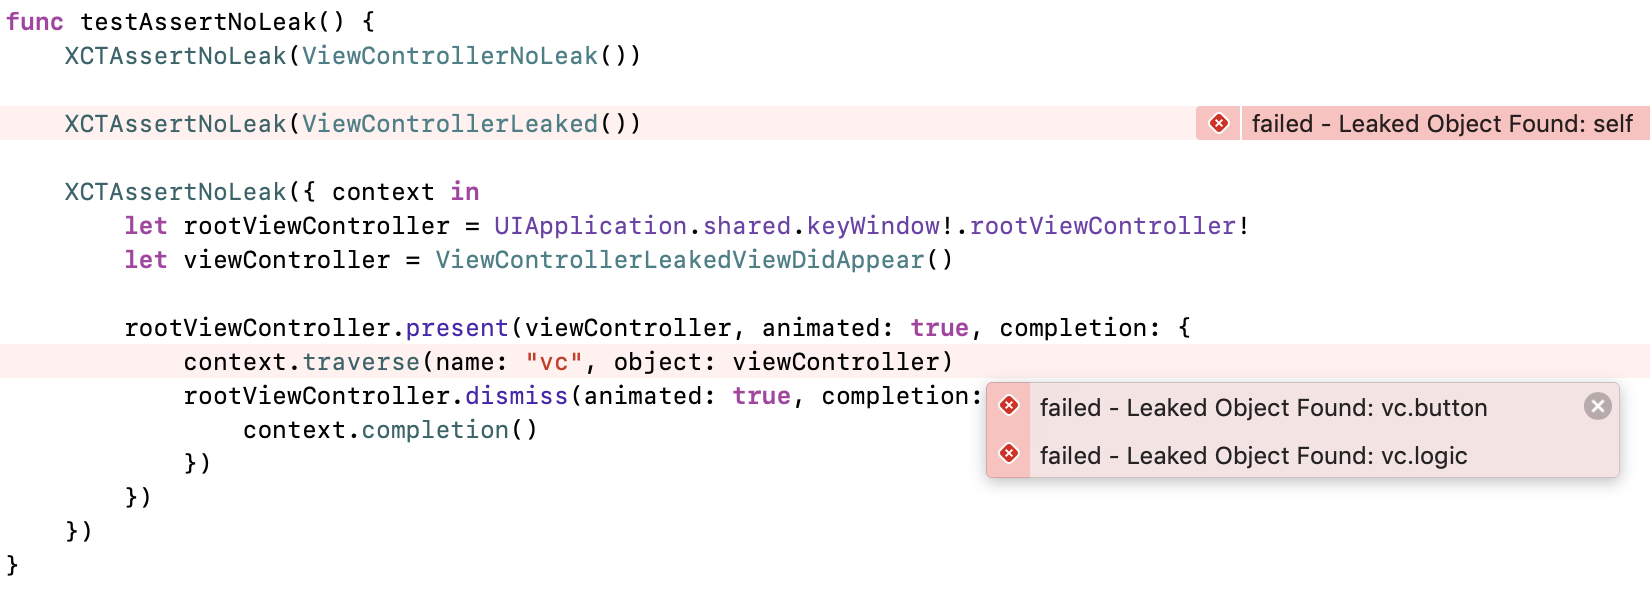 func testAssertNoLeak() {
XCTAssertNoLeak(ViewControllerNoLeak())
XCTAssertNoLeak(ViewControllerLeaked())
failed - Leaked Object Found: self
XCTAssertNoLeak({ context in
let rootViewController = UIApplication.shared.keyWindow!.rootViewController!
let viewController = ViewControllerLeakedViewDidAppear()
rootViewController.present(viewController, animated: true, completion: {
context.traverse(name: "vc", object: viewController)
rootViewController.dismiss(animated: true, completion:
failed - Leaked Object Found: vc.button
context.completion()
failed - Leaked Object Found: vc.logic
})
})
})
}